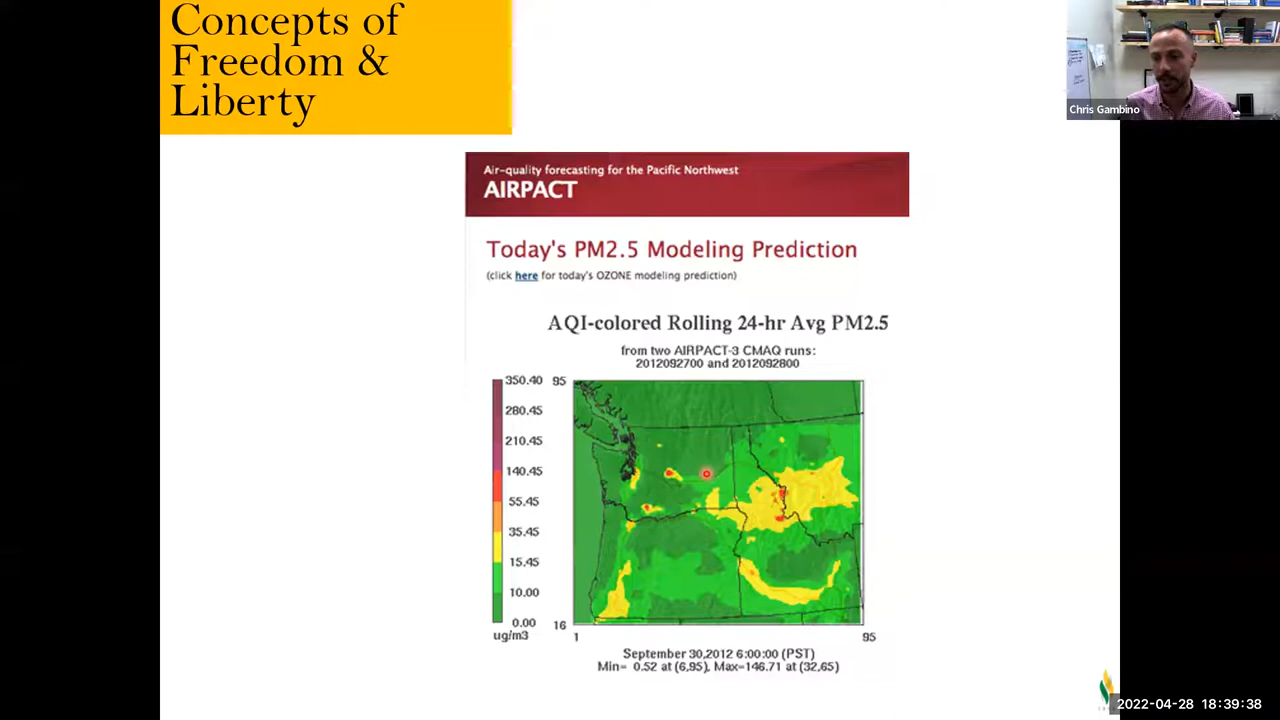 Concepts of
Freedom &
Liberty
Chris Gambino
Air-quality forecasting for the Pacific Northwest
AIRPACT
Today's PM2.5 Modeling Prediction
(click here for today's OZONE modeling prediction)
AQI-colored Rolling 24-hr Avg PM2.5
from two AIRPACT-3 CMAQ runs:
2012092700 and 2012092800
350.40
280.45
210.45
140.45
55.45
35.45
15.45
10.00
0.00
ug/m3
95
16
1
95
September 30,2012 6:00:00 (PST)
Min= 0.52 at (6,95), Max=146.71 at (32,65)
2022-04-28 18:39:38